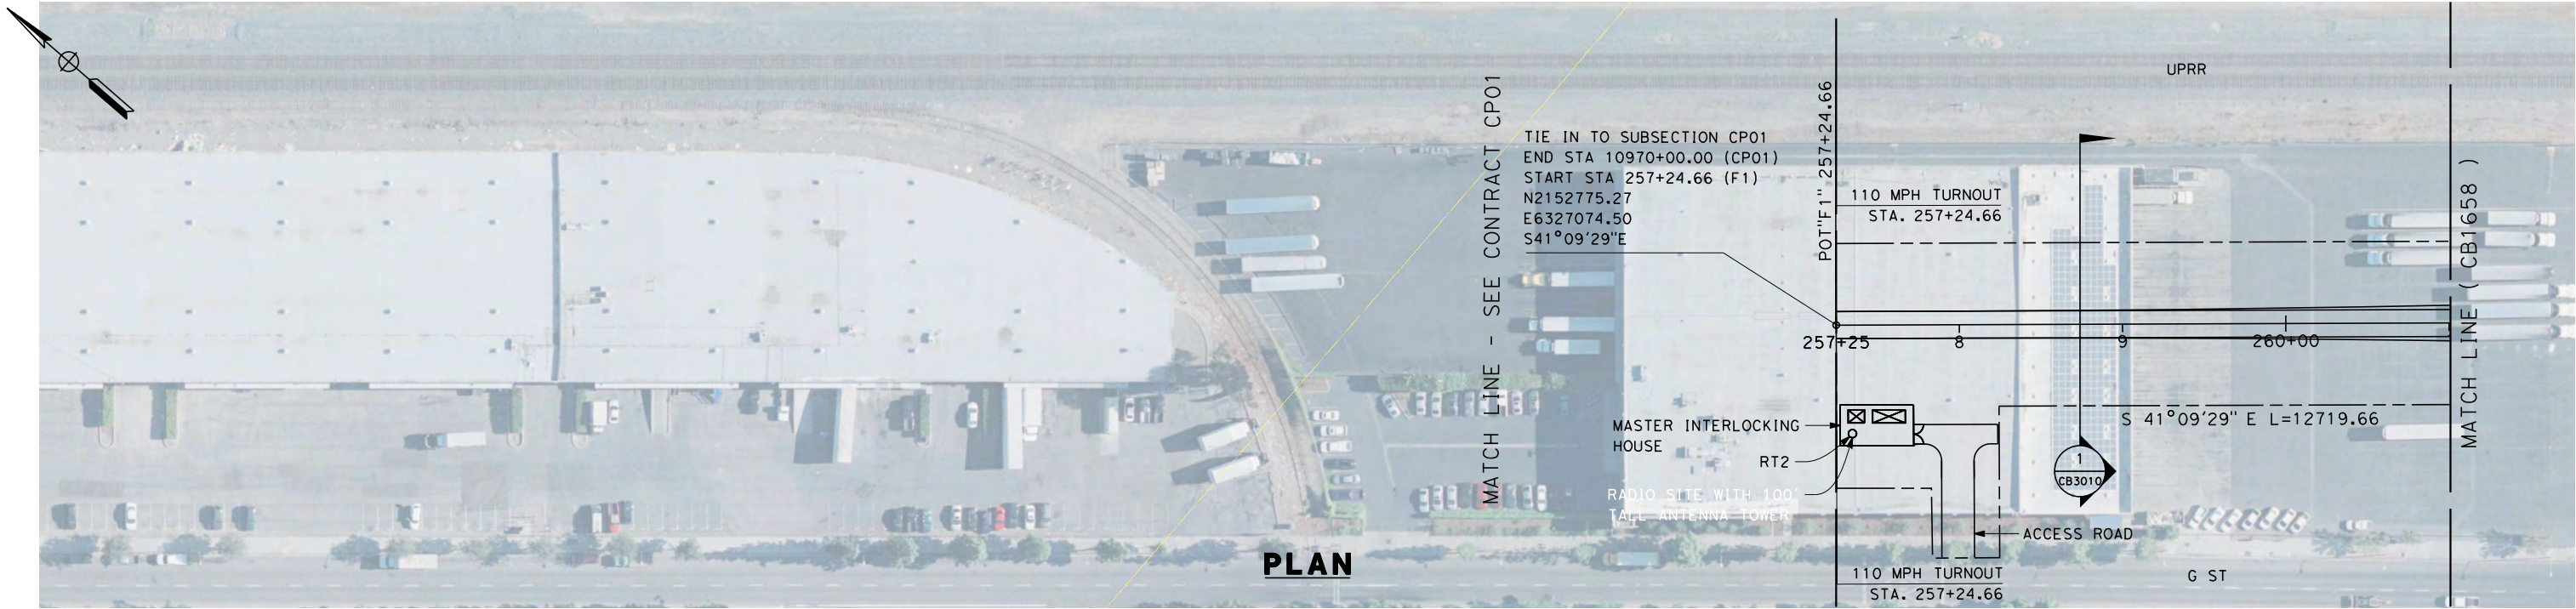 UPRR
MATCH LINE - SEE CONTRACT CP01
TIE IN TO SUBSECTION CP01
END STA 10970+00.00 (CP01)
START STA 257+24.66 (F1)
N2152775.27
E6327074.50
S41°09'29"E
POT"F1" 257+24.66
110 MPH TURNOUT
STA. 257+24.66
MATCH LINE ( CB1658 )
257+25
8
9
260+00
S 41°09'29" E L=12719.66
MASTER INTERLOCKING
HOUSE
RT2
RADIO SITE WITH 100'
TALL ANTENNA TOWER
1
CB3010
ACCESS ROAD
PLAN
110 MPH TURNOUT
STA. 257+24.66
G ST